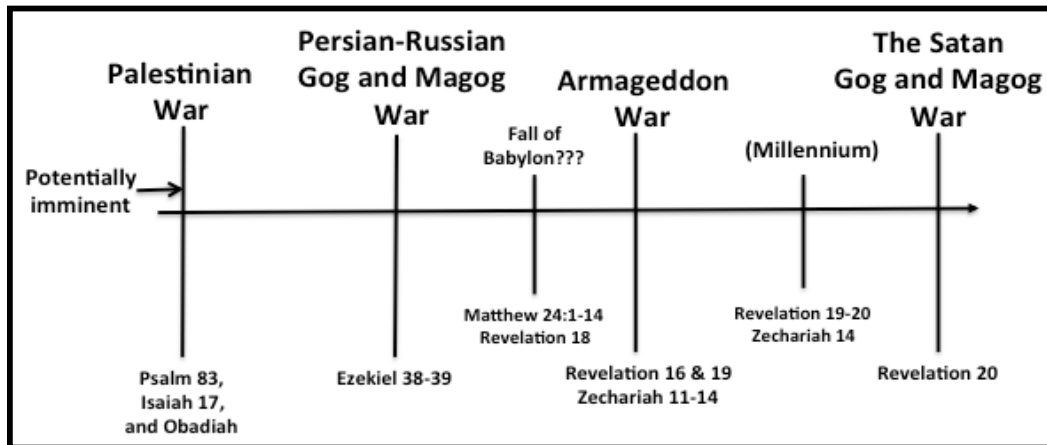 Palestinian
War
Persian-Russian
Gog and Magog
War
Fall of
Babylon???
Armageddon
War
(Millennium)
The Satan
Gog and Magog
War
Potentially
imminent
Psalm 83,
Isaiah 17,
and Obadiah
Ezekiel 38-39
Matthew 24:1-14
Revelation 18
Revelation 16 & 19
Zechariah 11-14
Revelation 19-20
Zechariah 14
Revelation 20